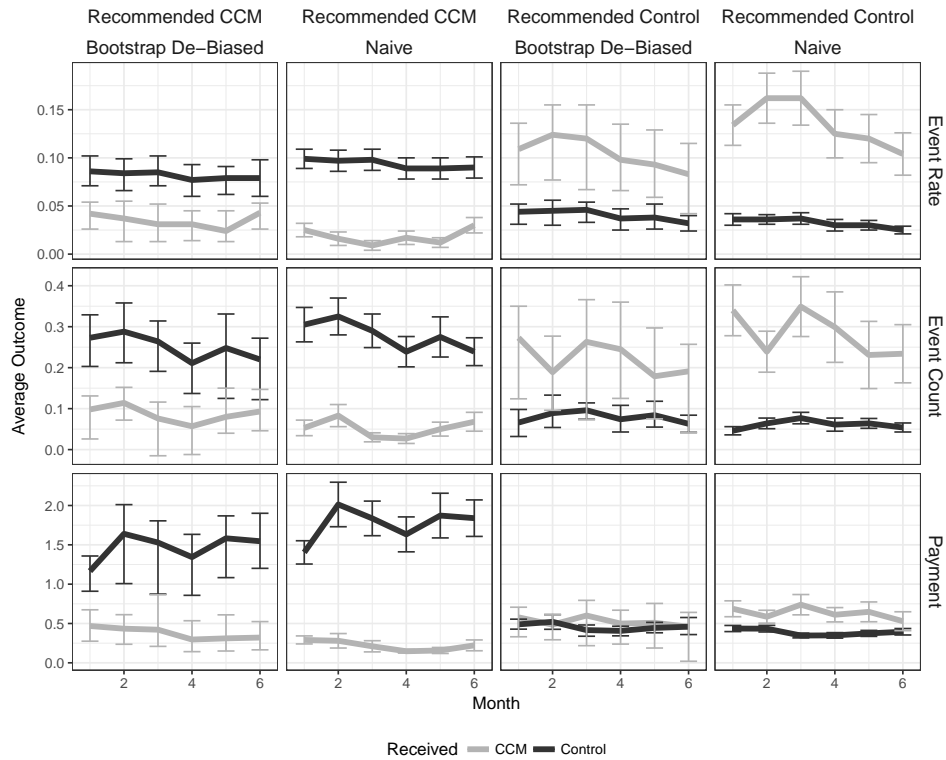 Recommended CCM Recommended CCM Recommended Control Recommended Control
Bootstrap De−Biased Naive Bootstrap De−Biased Naive
0.15
0.10
0.05
0.00
Event Rate
0.4
0.3
0.2
0.1
0.0
Event Count
2.0
1.5
1.0
0.5
0.0
Payment
Average Outcome
2 4 6 2 4 6 2 4 6 2 4 6
Month
Received CCM Control